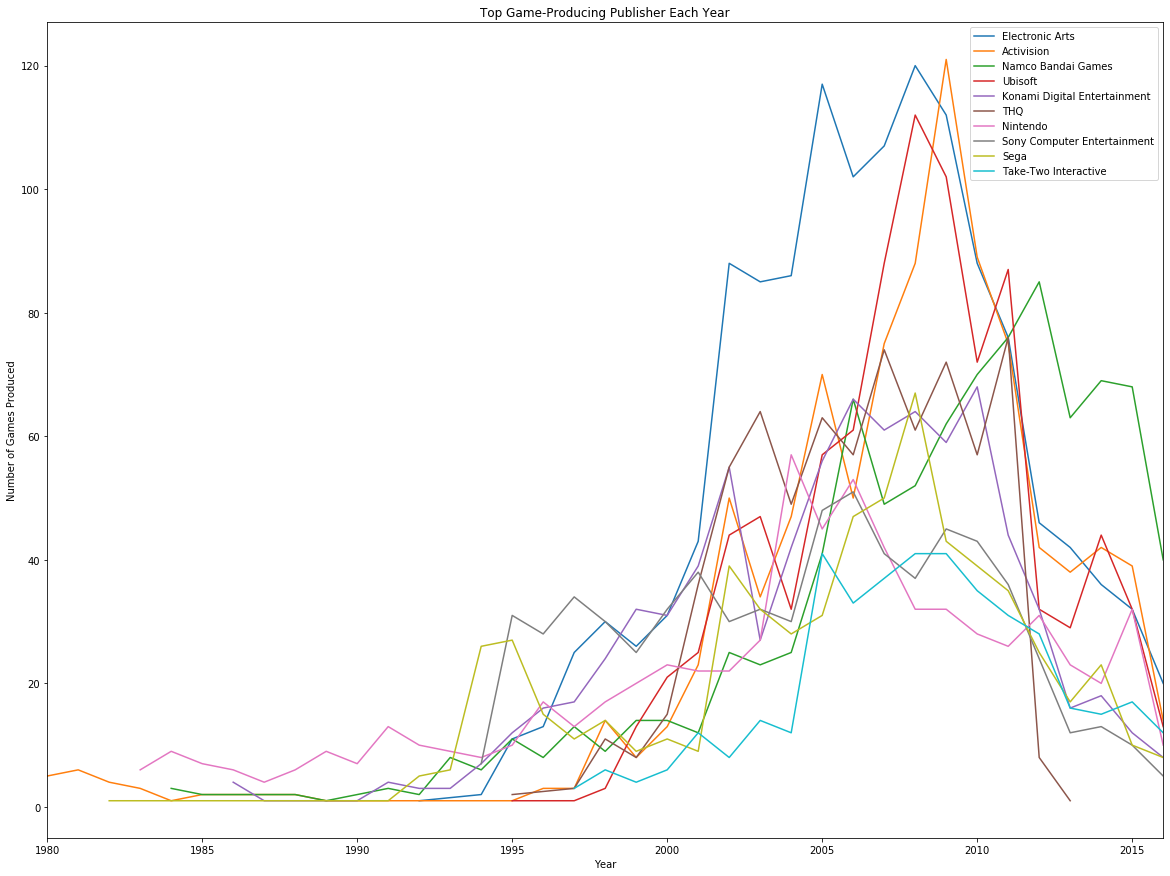 Top Game-Producing Publisher Each Year
Electronic Arts
Activision
Namco Bandai Games
Ubisoft
Konami Digital Entertainment
THQ
Nintendo
Sony Computer Entertainment
Sega
Take-Two Interactive
Number of Games Produced
120
100
80
60
40
20
0
1980 1985 1990 1995 2000 2005 2010 2015
Year